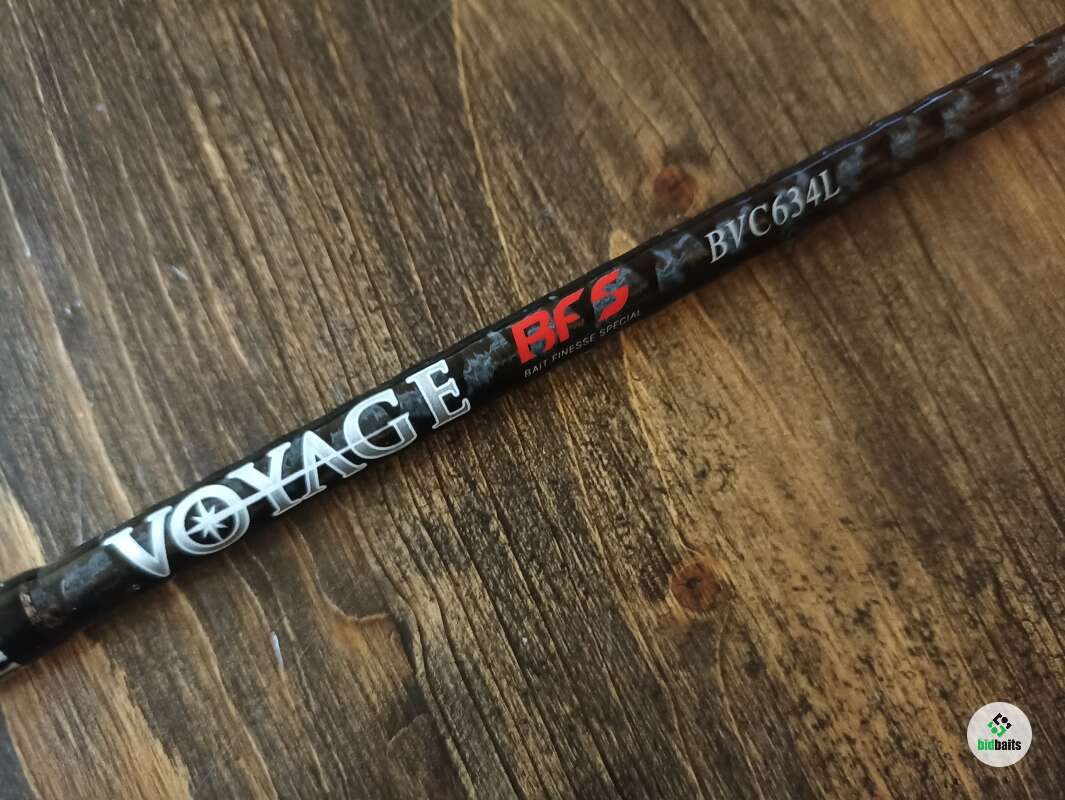 VOYAGE
BFS
BAIT FINESSE SPECIAL
BVC634L
bidbaits